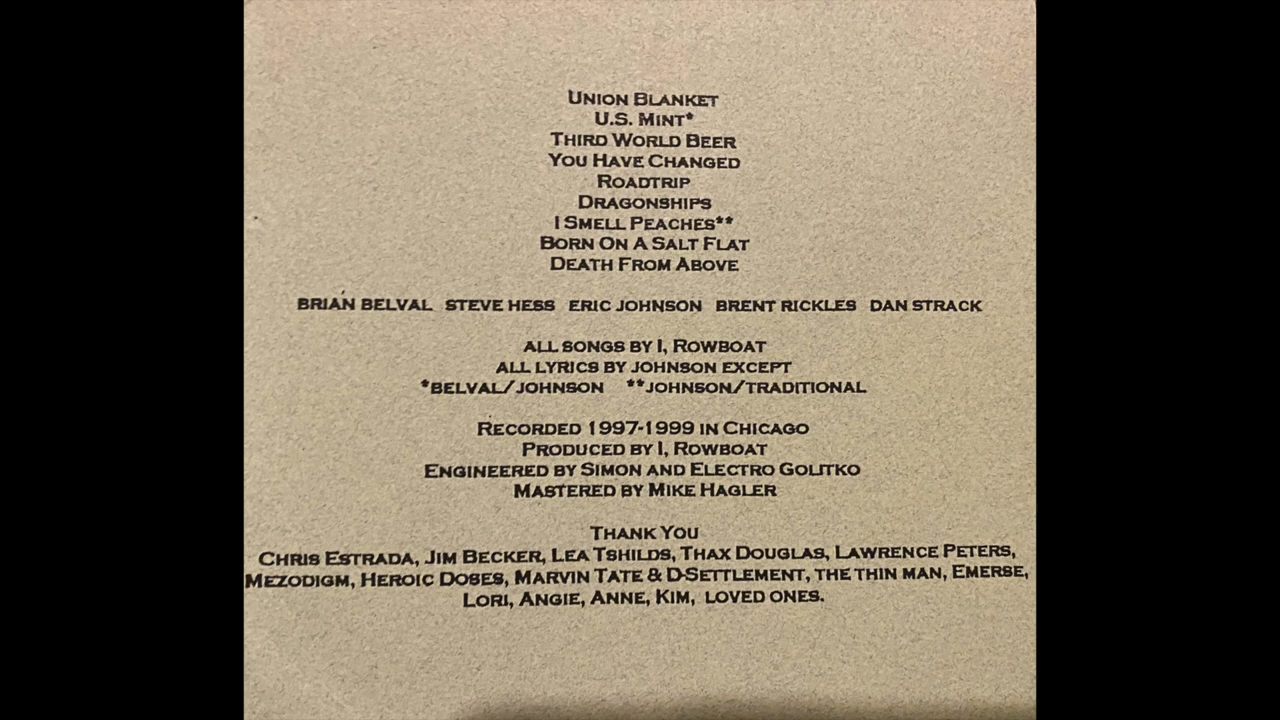 UNION BLANKET
U.S. MINT*
THIRD WORLD BEER
YOU HAVE CHANGED
ROADTRIP
DRAGONSHIPS
I SMELL PEACHES**
BORN ON A SALT FLAT
DEATH FROM ABOVE
BRIAN BELVAL STEVE HESS ERIC JOHNSON BRENT RICKLES DAN STRACK
ALL SONGS BY I, ROWBOAT
ALL LYRICS BY JOHNSON EXCEPT
*BELVAL/JOHNSON **JOHNSON/TRADITIONAL
RECORDED 1997-1999 IN CHICAGO
PRODUCED BY I, ROWBOAT
ENGINEERED BY SIMON AND ELECTRO GOLITKO
MASTERED BY MIKE HAGLER
THANK YOU
CHRIS ESTRADA, JIM BECKER, LEA TSHILDS, THAX DOUGLAS, LAWRENCE PETERS,
MEZODIGM, HEROIC DOSES, MARVIN TATE & D-SETTLEMENT, THE THIN MAN, EMERSE,
LORI, ANGIE, ANNE, KIM, LOVED ONES.